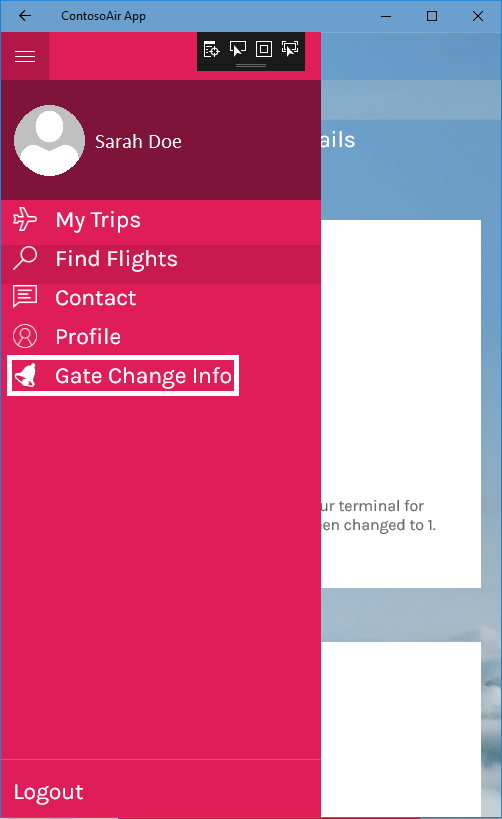 ContosoAir App
Sarah Doe
ails
My Trips
Find Flights
Contact
Profile
Gate Change Info
ur terminal for
en changed to 1.
Logout